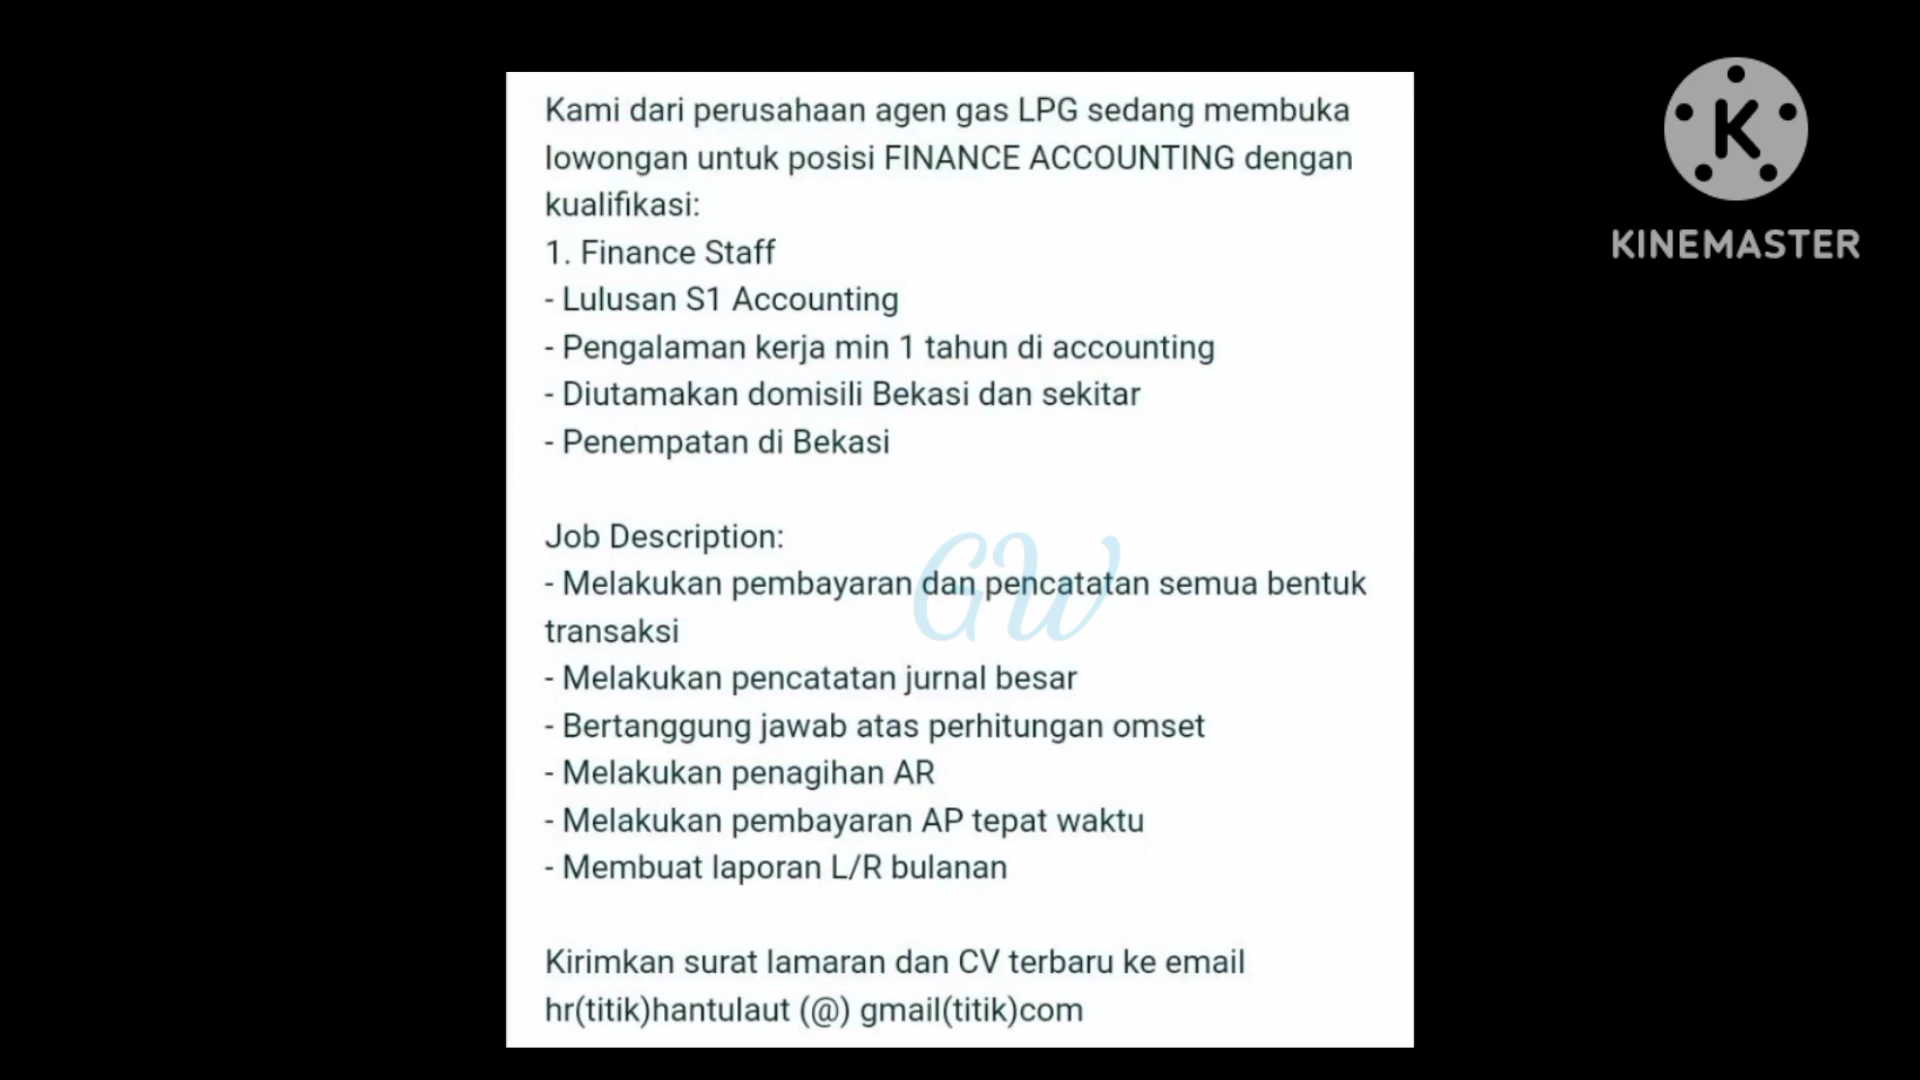 Kami dari perusahaan agen gas LPG sedang membuka
lowongan untuk posisi FINANCE ACCOUNTING dengan
kualifikasi:
1. Finance Staff
- Lulusan S1 Accounting
- Pengalaman kerja min 1 tahun di accounting
- Diutamakan domisili Bekasi dan sekitar
- Penempatan di Bekasi
Job Description:
- Melakukan pembayaran dan pencatatan semua bentuk
transaksi
- Melakukan pencatatan jurnal besar
- Bertanggung jawab atas perhitungan omset
- Melakukan penagihan AR
- Melakukan pembayaran AP tepat waktu
- Membuat laporan L/R bulanan
Kirimkan surat lamaran dan CV terbaru ke email
hr(titik)hantulaut (@) gmail(titik)com
GW
K
KINEMASTER